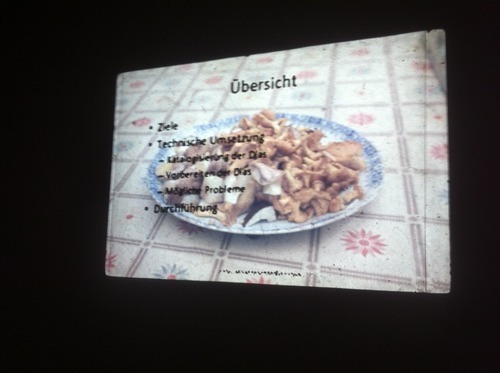 Übersicht
• Ziele
• Technische Umsetzung
– Katalogisierung der Dias
– Vorbereiten der Dias
– Mögliche Probleme
• Durchführung